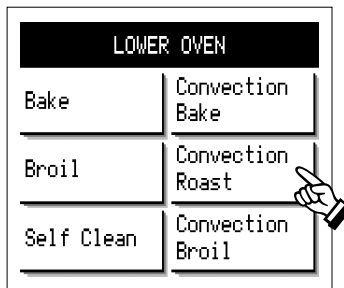 LOWER OVEN
Bake
Convection
Bake
Broil
Convection
Roast
Self Clean
Convection
Broil